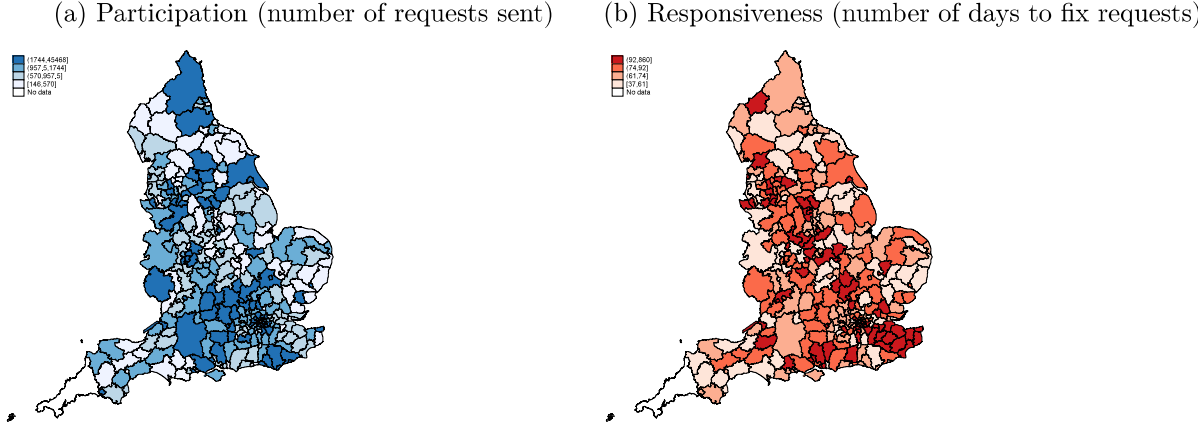 (a) Participation (number of requests sent)
(b) Responsiveness (number of days to fix requests)
(1744,45468]
(957.5,1744]
(570,957.5]
[146,570]
No data
(92,860]
(74,92]
(61,74]
[37,61]
No data